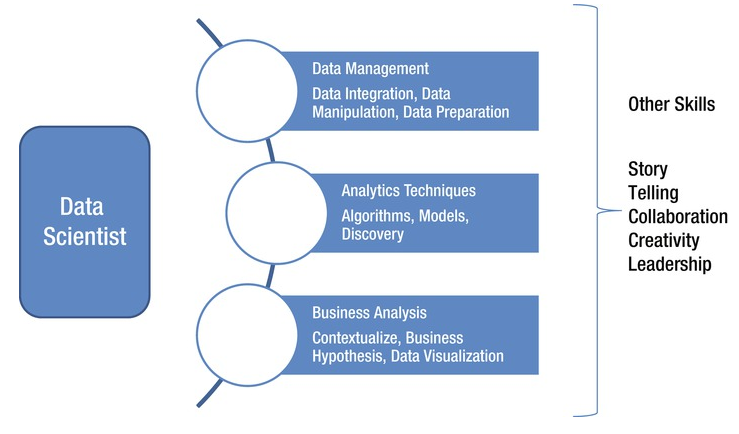 Data
Scientist
Data Management
Data Integration, Data
Manipulation, Data Preparation
Analytics Techniques
Algorithms, Models,
Discovery
Business Analysis
Contextualize, Business
Hypothesis, Data Visualization
Other Skills
Story
Telling
Collaboration
Creativity
Leadership